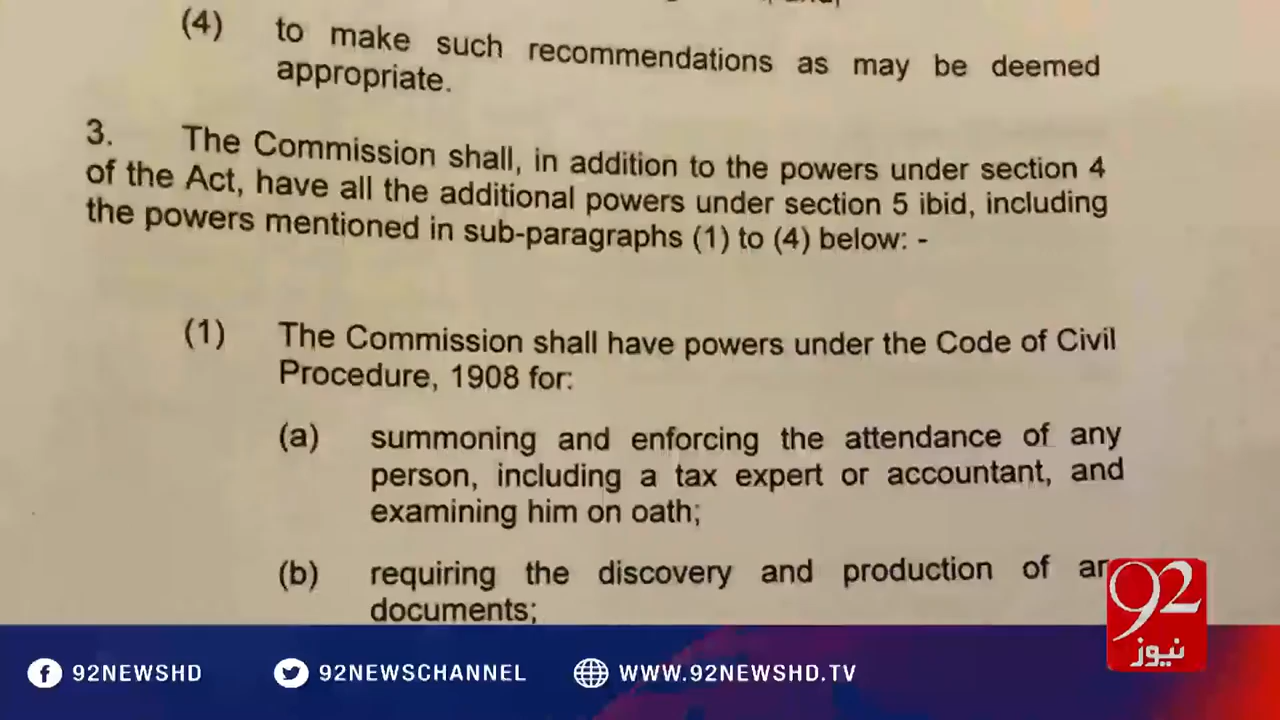 (4) to make such recommendations as may be deemed
appropriate.
3. The Commission shall, in addition to the powers under section 4
of the Act, have all the additional powers under section 5 ibid, including
the powers mentioned in sub-paragraphs (1) to (4) below: -
(1) The Commission shall have powers under the Code of Civil
Procedure, 1908 for:
(a) summoning and enforcing the attendance of any
person, including a tax expert or accountant, and
examining him on oath;
(b) requiring the discovery and production of
documents;
92
نیوز
92NEWSHD
92NEWSCHANNEL
WWW.92NEWSHD.TV